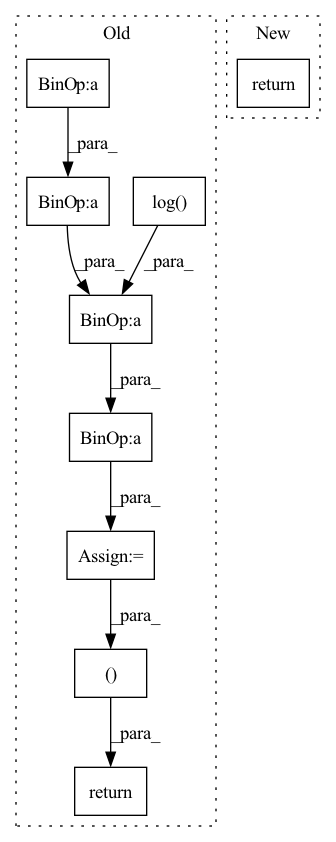 Old
New
BinOp:a
return
_para_
BinOp:a
log()
_para_
_para_
BinOp:a
_para_
BinOp:a
_para_
Assign:=
_para_
()
_para_
return